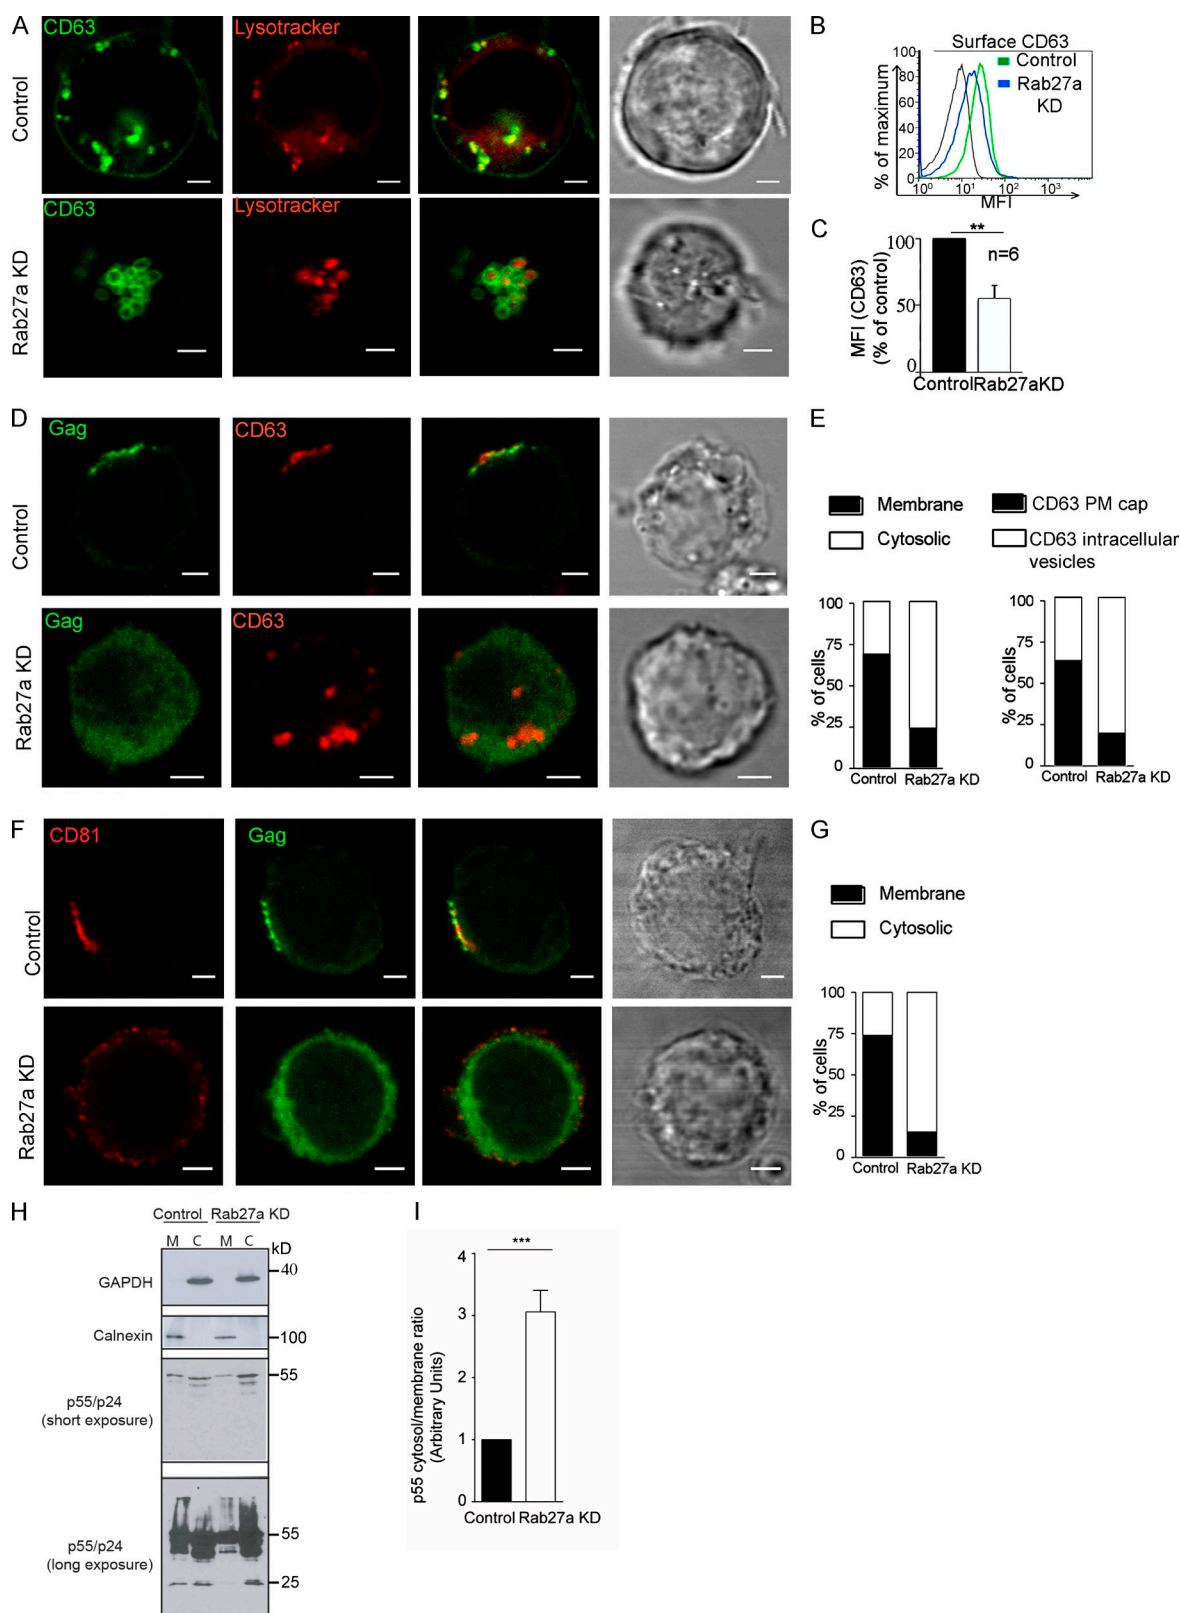 A
CD63
Lysotracker
Control
CD63
Lysotracker
Rab27a KD
B
Surface CD63
Control
Rab27a
KD
% of maximum
100
80
60
40
20
0
10⁰
10¹
10²
10³
MFI
C
**
n=6
MFI (CD63)
(% of control)
100
50
0
Control
Rab27aKD
D
Gag
CD63
Control
Gag
CD63
Rab27a KD
E
Membrane
Cytosolic
CD63 PM cap
CD63 intracellular
vesicles
% of cells
100
75
50
25
0
Control
Rab27a KD
% of cells
100
75
50
25
0
Control
Rab27a KD
F
CD81
Gag
Control
Rab27a KD
G
Membrane
Cytosolic
% of cells
100
75
50
25
0
Control
Rab27a KD
H
Control Rab27a KD
M C M C
kD
GAPDH
40
Calnexin
100
p55/p24
(short exposure)
55
p55/p24
(long exposure)
55
25
I
***
p55 cytosol/membrane ratio
(Arbitrary Units)
4
3
2
1
0
Control Rab27a KD